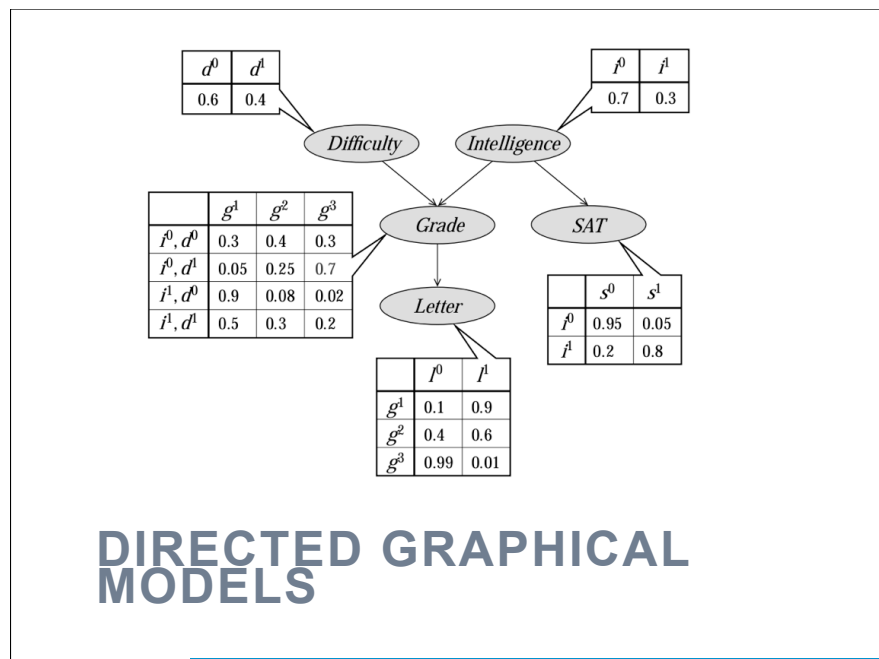 d⁰ d¹
0.6 0.4
i⁰ i¹
0.7 0.3
Difficulty
Intelligence
Grade
SAT
g¹ g² g³
i⁰, d⁰ 0.3 0.4 0.3
i⁰, d¹ 0.05 0.25 0.7
i¹, d⁰ 0.9 0.08 0.02
i¹, d¹ 0.5 0.3 0.2
s⁰ s¹
i⁰ 0.95 0.05
i¹ 0.2 0.8
Letter
l⁰ l¹
g¹ 0.1 0.9
g² 0.4 0.6
g³ 0.99 0.01
DIRECTED GRAPHICAL
MODELS